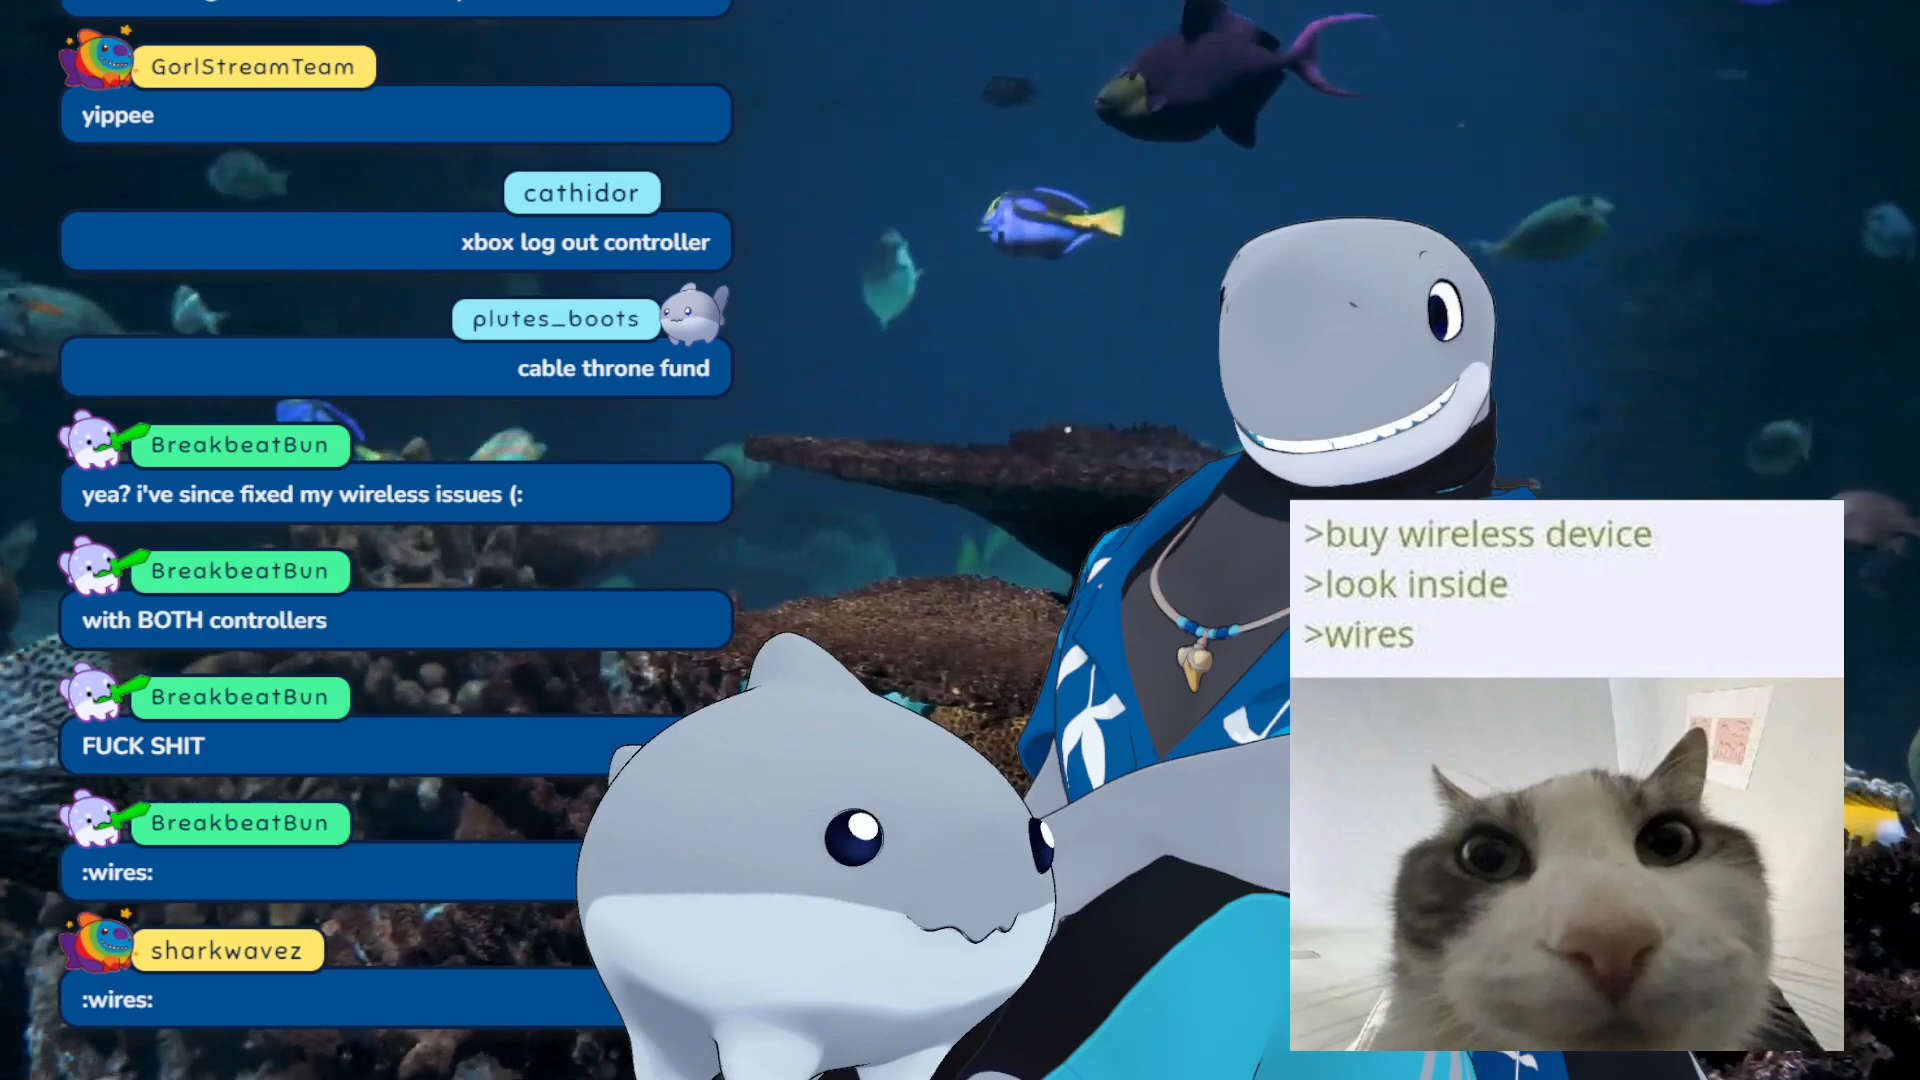 GorlStreamTeam
yippee
cathidor
xbox log out controller
plutes_boots
cable throne fund
BreakbeatBun
yea? i've since fixed my wireless issues (:
BreakbeatBun
with BOTH controllers
BreakbeatBun
FUCK SHIT
BreakbeatBun
:wires:
sharkwavez
:wires:
>buy wireless device
>look inside
>wires